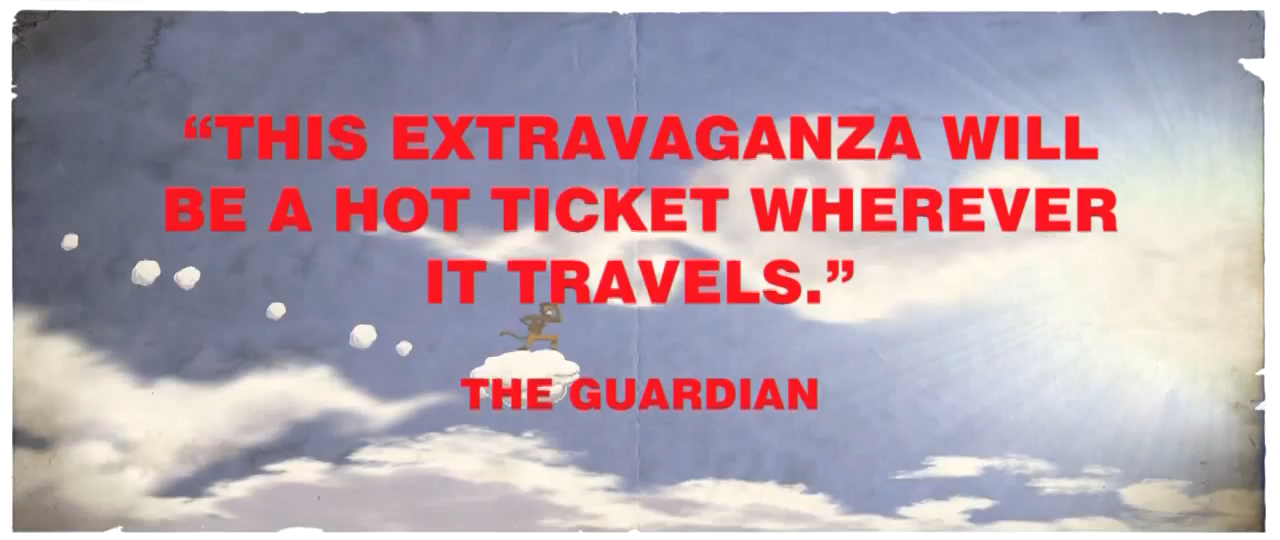 “THIS EXTRAVAGANZA WILL
BE A HOT TICKET WHEREVER
IT TRAVELS.”
THE GUARDIAN